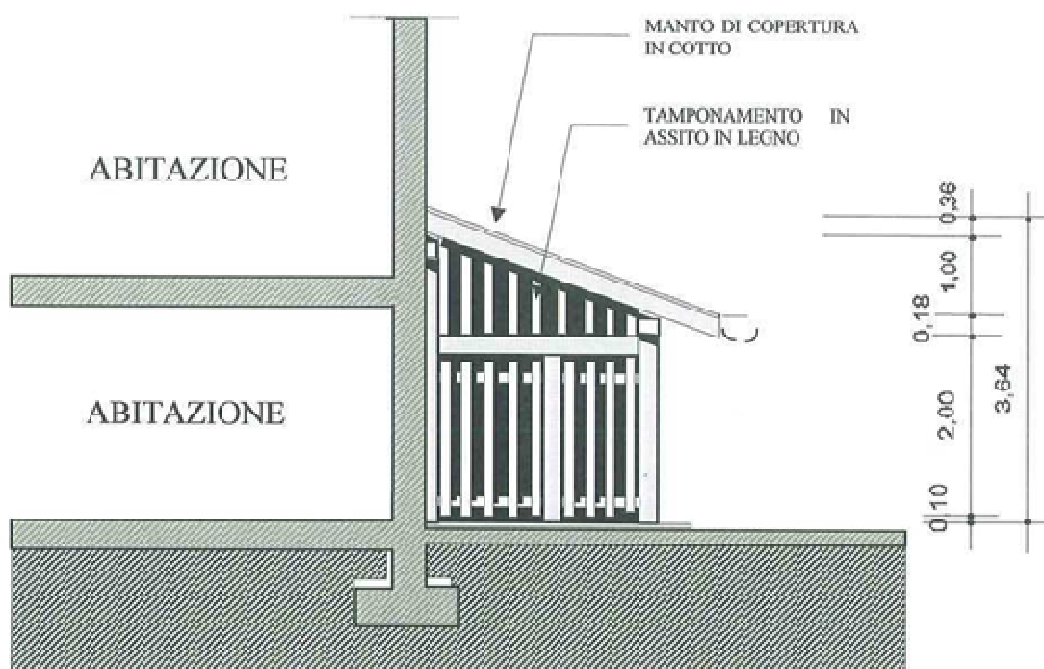 MANTO DI COPERTURA
IN COTTO
TAMPONAMENTO IN
ASSITO IN LEGNO
ABITAZIONE
ABITAZIONE
0,36
1,00
0,18
2,00
0,10
3,64